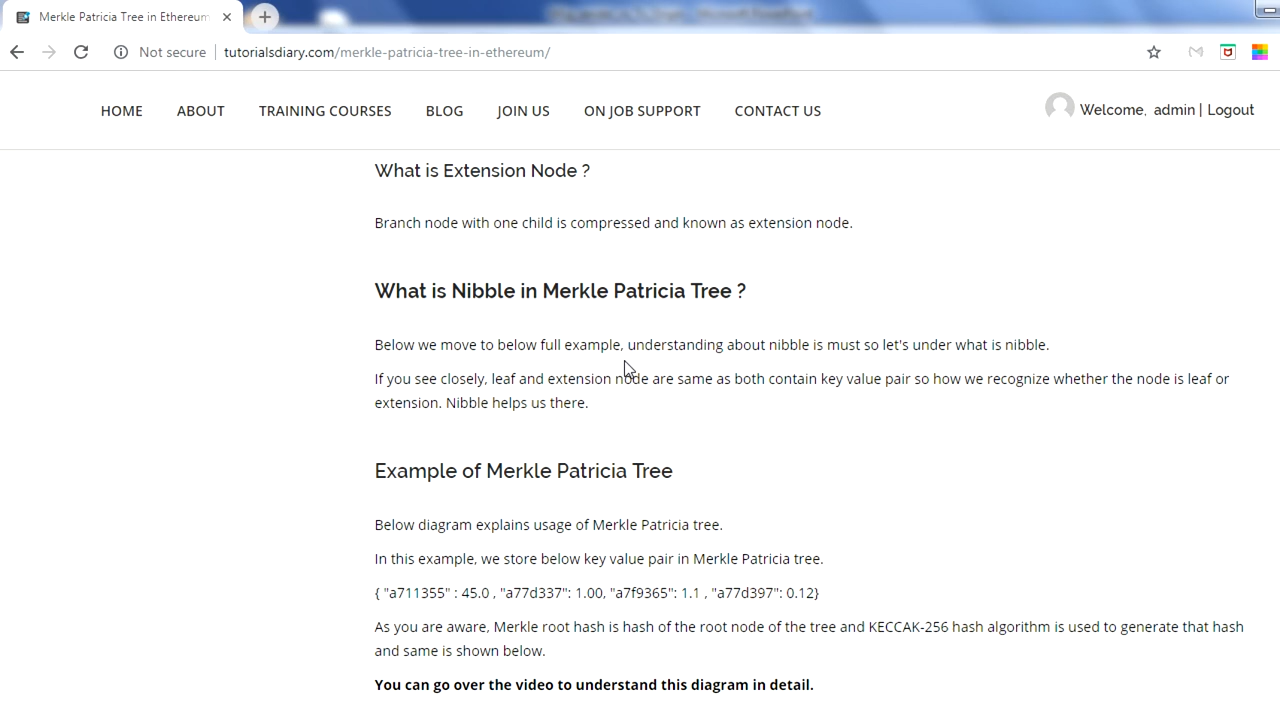 Merkle Patricia Tree in Ethereum
Not secure
tutorialsdiary.com/merkle-patricia-tree-in-ethereum/
HOME ABOUT TRAINING COURSES BLOG JOIN US ON JOB SUPPORT CONTACT US Welcome, admin | Logout
What is Extension Node ?
Branch node with one child is compressed and known as extension node.
What is Nibble in Merkle Patricia Tree ?
Below we move to below full example, understanding about nibble is must so let's under what is nibble.
If you see closely, leaf and extension node are same as both contain key value pair so how we recognize whether the node is leaf or
extension. Nibble helps us there.
Example of Merkle Patricia Tree
Below diagram explains usage of Merkle Patricia tree.
In this example, we store below key value pair in Merkle Patricia tree.
{ "a711355" : 45.0 , "a77d337": 1.00, "a7f9365": 1.1 , "a77d397": 0.12}
As you are aware, Merkle root hash is hash of the root node of the tree and KECCAK-256 hash algorithm is used to generate that hash
and same is shown below.
You can go over the video to understand this diagram in detail.